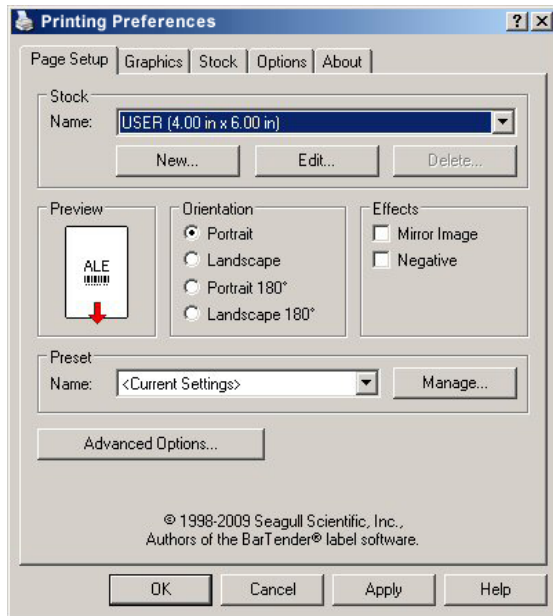 Printing Preferences
Page Setup Graphics Stock Options About
Stock
Name: USER (4.00 in x 6.00 in)
New... Edit... Delete...
Preview Orientation Effects
ALE
Portrait Mirror Image
Landscape Negative
Portrait 180°
Landscape 180°
Preset
Name: <Current Settings> Manage...
Advanced Options...
© 1998-2009 Seagull Scientific, Inc.,
Authors of the BarTender® label software.
OK Cancel Apply Help